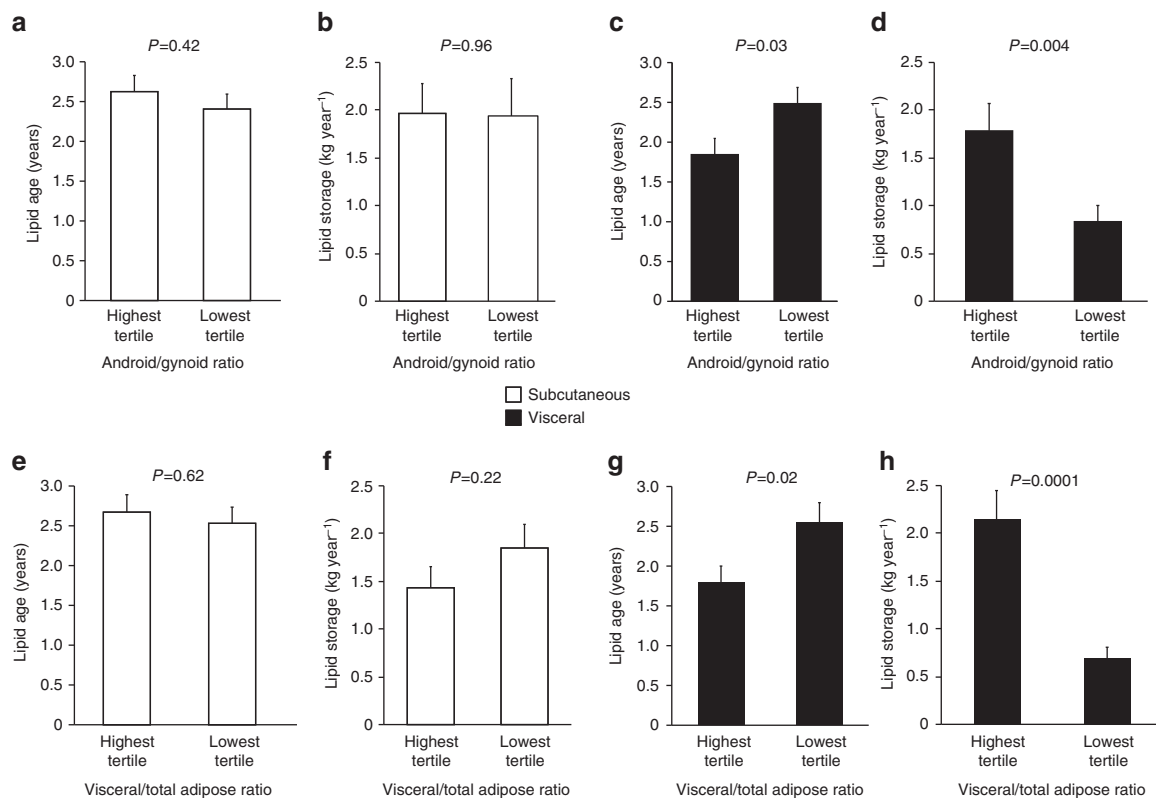 a
P=0.42
3.0
2.5
2.0
1.5
1.0
0.5
0
Lipid age (years)
Highest tertile
Lowest tertile
Android/gynoid ratio
b
P=0.96
2.5
2.0
1.5
1.0
0.5
0
Lipid storage (kg year⁻¹)
Highest tertile
Lowest tertile
Android/gynoid ratio
c
P=0.03
3.0
2.5
2.0
1.5
1.0
0.5
0
Lipid age (years)
Highest tertile
Lowest tertile
Android/gynoid ratio
d
P=0.004
2.5
2.0
1.5
1.0
0.5
0
Lipid storage (kg year⁻¹)
Highest tertile
Lowest tertile
Android/gynoid ratio
Subcutaneous
Visceral
e
P=0.62
3.0
2.5
2.0
1.5
1.0
0.5
0
Lipid age (years)
Highest tertile
Lowest tertile
Visceral/total adipose ratio
f
P=0.22
2.5
2.0
1.5
1.0
0.5
0
Lipid storage (kg year⁻¹)
Highest tertile
Lowest tertile
Visceral/total adipose ratio
g
P=0.02
3.0
2.5
2.0
1.5
1.0
0.5
0
Lipid age (years)
Highest tertile
Lowest tertile
Visceral/total adipose ratio
h
P=0.0001
2.5
2.0
1.5
1.0
0.5
0
Lipid storage (kg year⁻¹)
Highest tertile
Lowest tertile
Visceral/total adipose ratio